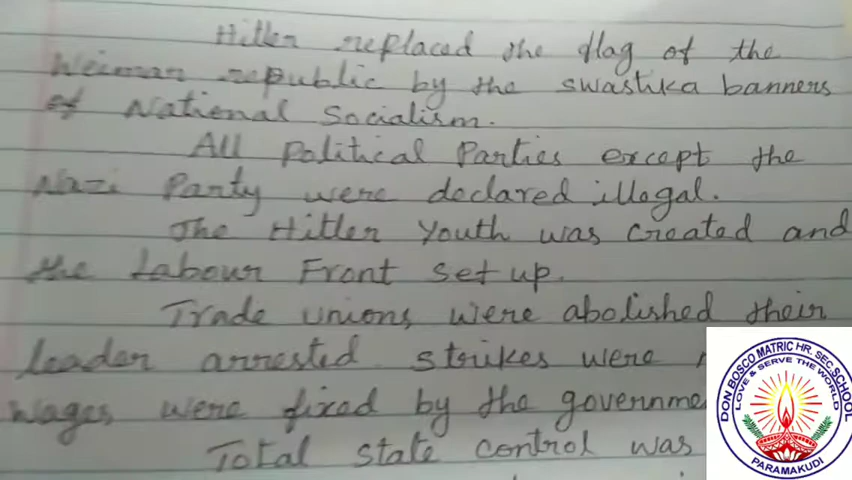 Hitler replaced the flag of the
Weimar republic by the swastika banners
of National Socialism.
All Political Parties except the
Nazi Party were declared illegal.
The Hitler Youth was created and
the Labour Front set up.
Trade unions were abolished their
leader arrested strikes were
wages were fixed by the
Total state control was
DON BOSCO MATRIC HR. SEC. SCHOOL
LOVE & SERVE THE WORLD
PARAMAKUDI